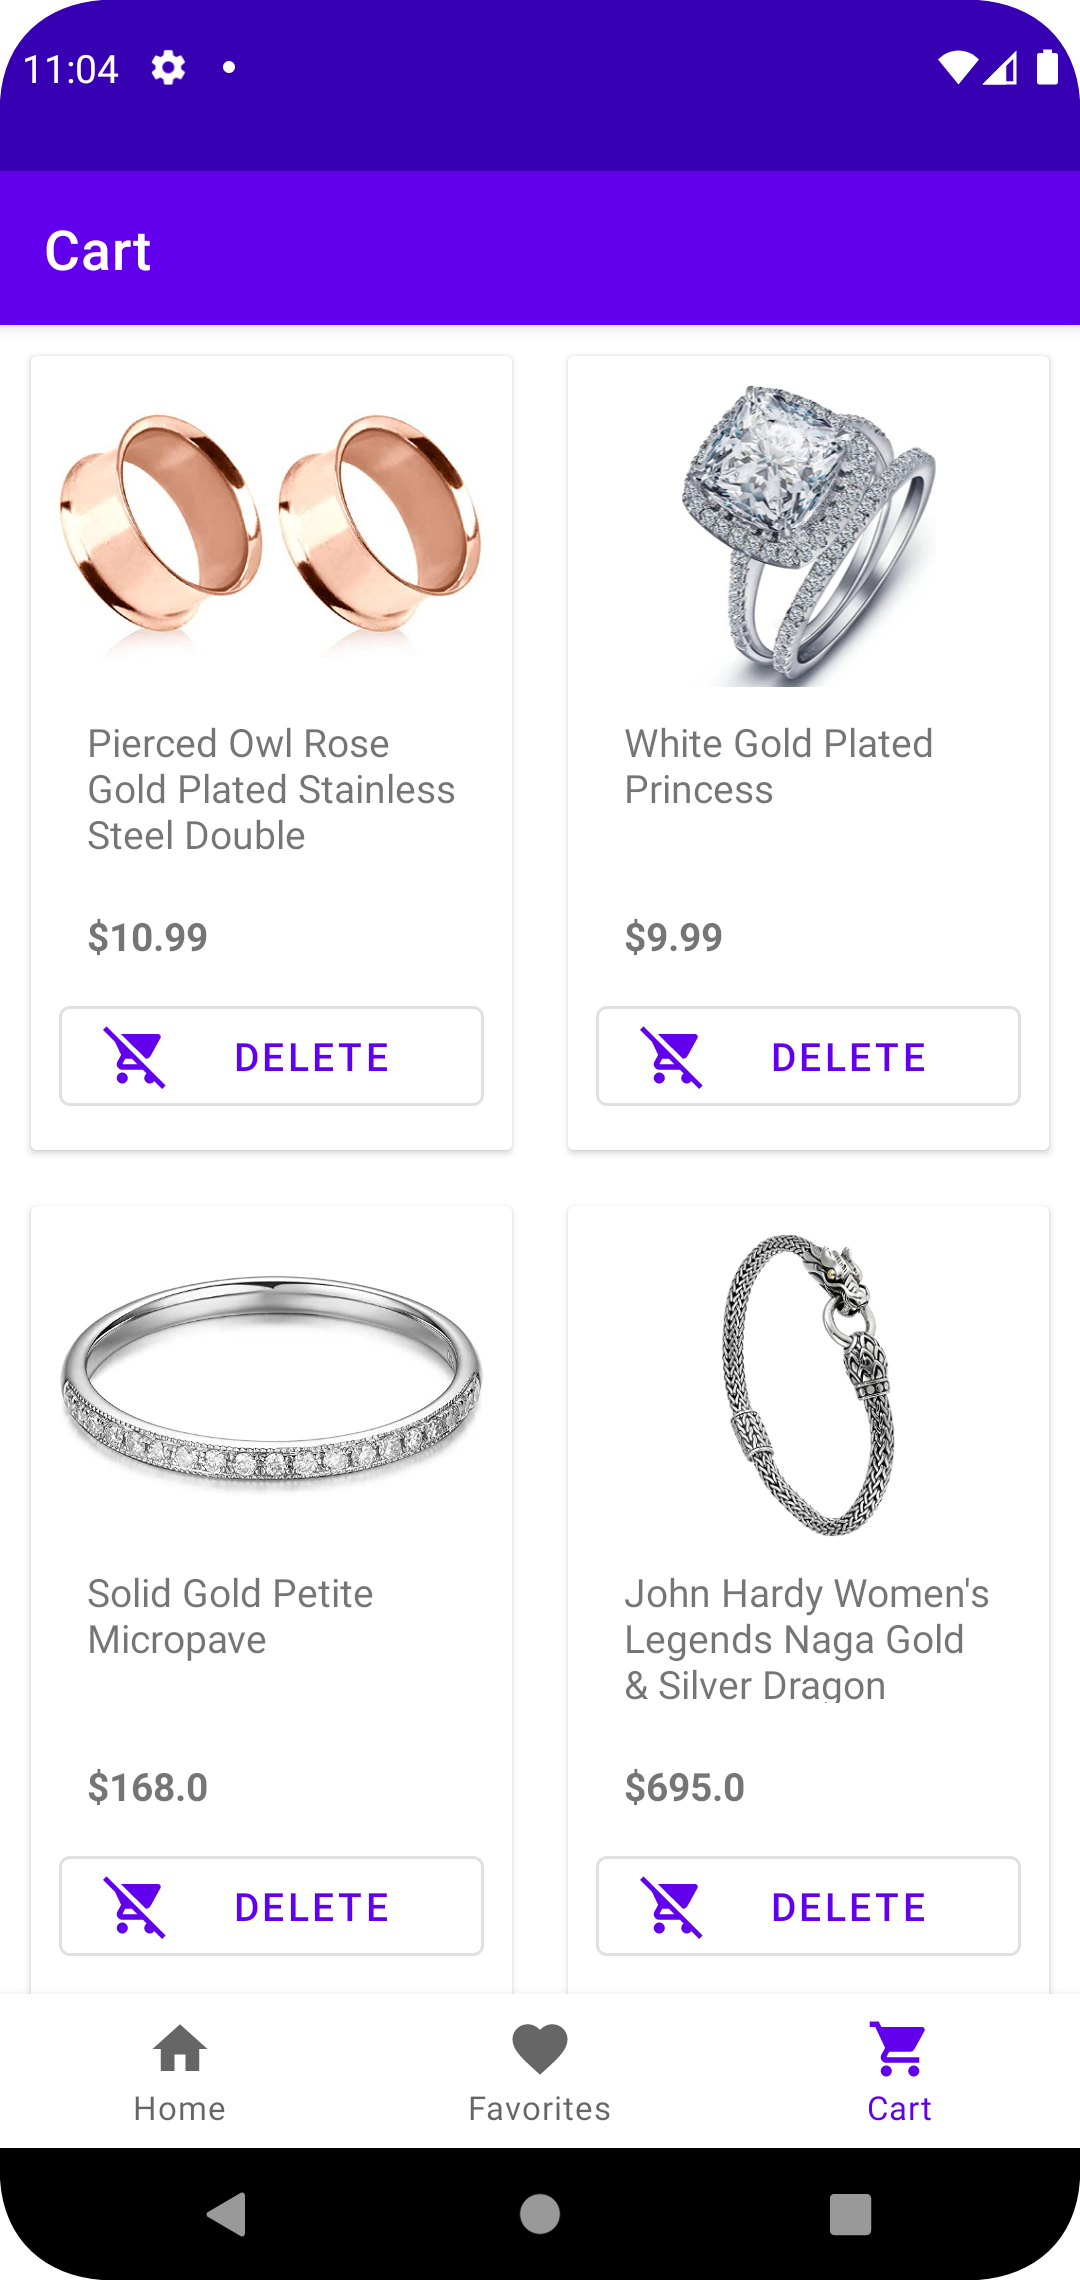 11:04
Cart
Pierced Owl Rose
Gold Plated Stainless
Steel Double
$10.99
DELETE
White Gold Plated
Princess
$9.99
DELETE
Solid Gold Petite
Micropave
$168.0
DELETE
John Hardy Women's
Legends Naga Gold
& Silver Dragon
$695.0
DELETE
Home
Favorites
Cart